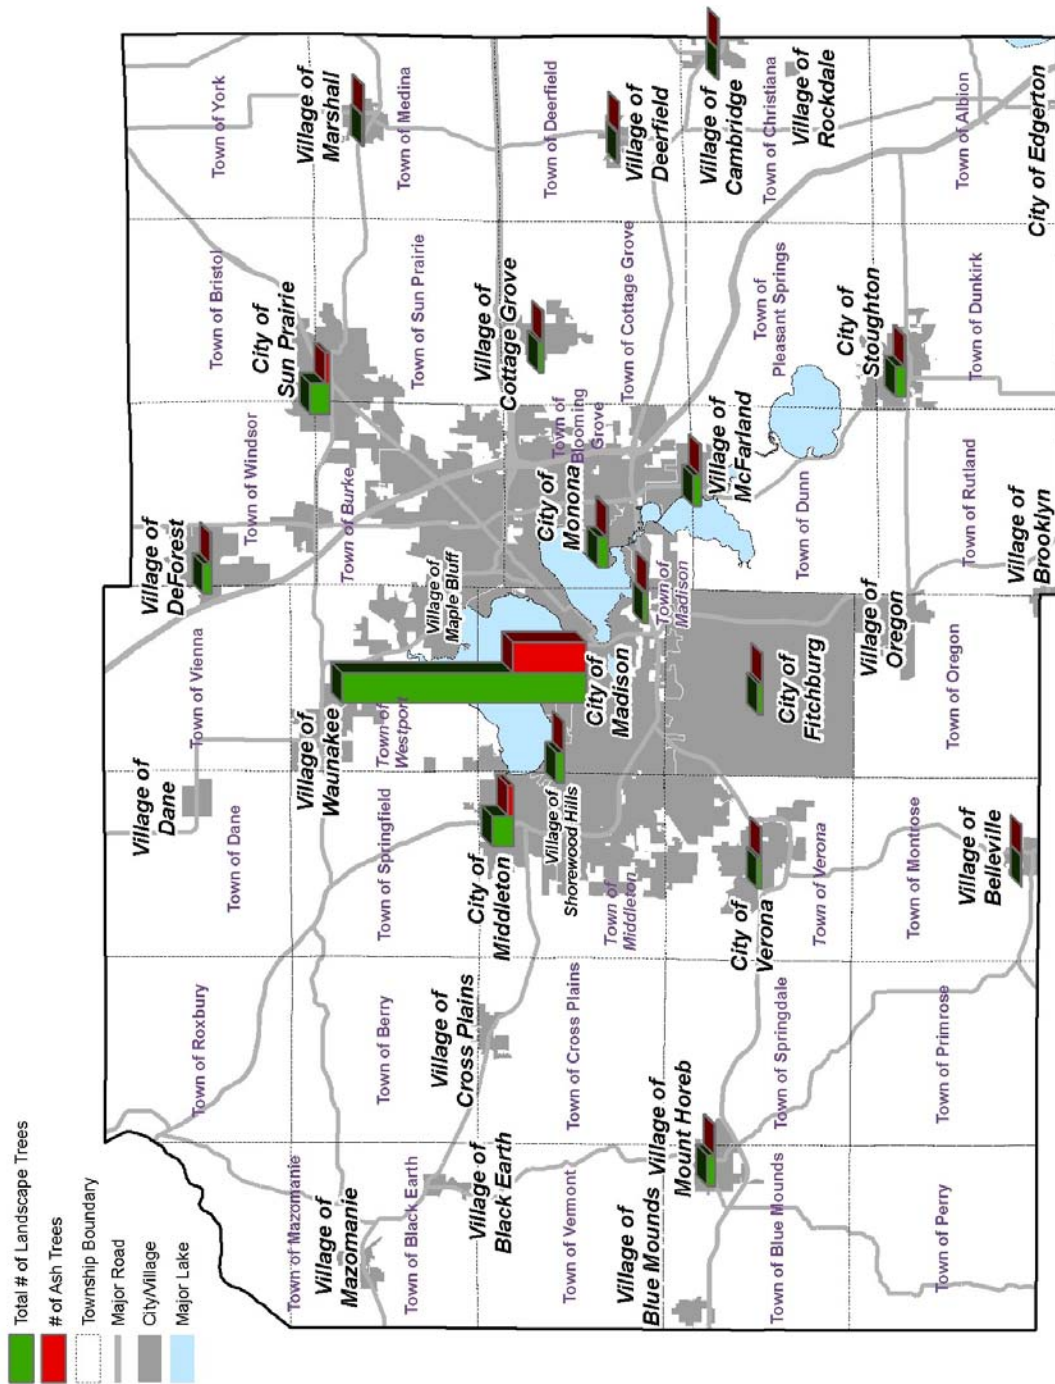 Total # of Landscape Trees
# of Ash Trees
Township Boundary
Major Road
City/Village
Major Lake
Town of York
Village of
Marshall
Town of Medina
Town of Deerfield
Village of
Deerfield
Village of
Cambridge
Town of Christiana
Village of
Rockdale
Town of Albion
City of Edgerton
Town of Bristol
City of
Sun Prairie
Town of Sun Prairie
Village of
Cottage Grove
Town of Cottage Grove
Town of
Pleasant Springs
City of
Stoughton
Town of Dunkirk
Village of
DeForest
Town of Windsor
Town of Burke
Village of
Maple Bluff
Town of
Blooming
Grove
City of
Monona
Village of
McFarland
Town of
Madison
Town of Dunn
Town of Rutland
Village of
Brooklyn
Town of Vienna
Village of
Waunakee
Town of
Westport
City of
Madison
City of
Fitchburg
Village of
Oregon
Town of Oregon
Village of
Dane
Town of Dane
Town of Springfield
City of
Middleton
Village of
Shorewood Hills
Town of
Middleton
City of
Verona
Town of Verona
Town of Montrose
Village of
Belleville
Town of Roxbury
Town of Berry
Village of
Cross Plains
Town of Cross Plains
Town of Springdale
Town of Primrose
Town of Mazomanie
Village of
Mazomanie
Town of Black Earth
Village of
Black Earth
Town of Vermont
Village of
Blue Mounds
Village of
Mount Horeb
Town of Blue Mounds
Town of Perry